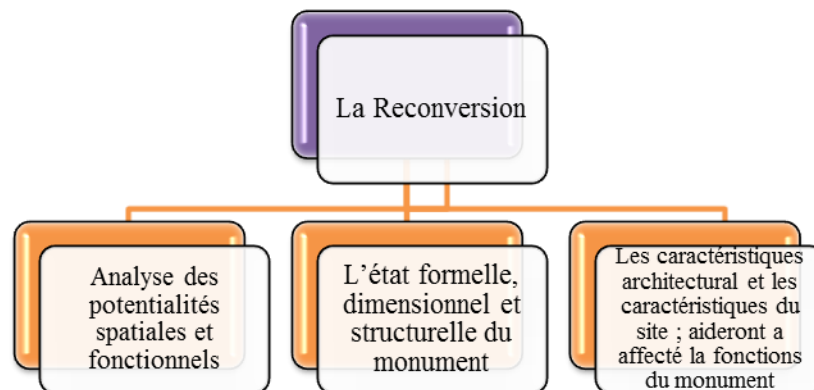 La Reconversion
Analyse des
potentialités
spatiales et
fonctionnels
L'état formelle,
dimensionnel et
structurelle du
monument
Les caractéristiques
architectural et les
caractéristiques du
site ; aideront a
affecté la fonctions
du monument